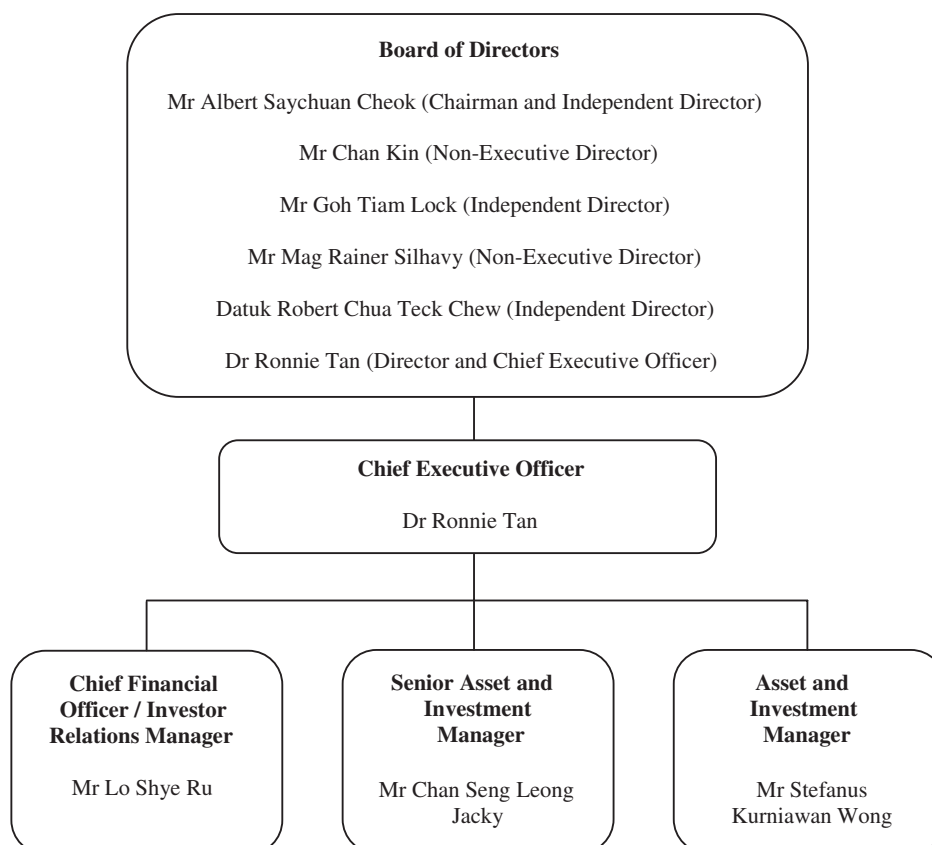 Board of Directors
Mr Albert Saychuan Cheok (Chairman and Independent Director)
Mr Chan Kin (Non-Executive Director)
Mr Goh Tiam Lock (Independent Director)
Mr Mag Rainer Silhavy (Non-Executive Director)
Datuk Robert Chua Teck Chew (Independent Director)
Dr Ronnie Tan (Director and Chief Executive Officer)
Chief Executive Officer
Dr Ronnie Tan
Chief Financial
Officer / Investor
Relations Manager
Mr Lo Shye Ru
Senior Asset and
Investment
Manager
Mr Chan Seng Leong
Jacky
Asset and
Investment
Manager
Mr Stefanus
Kurniawan Wong